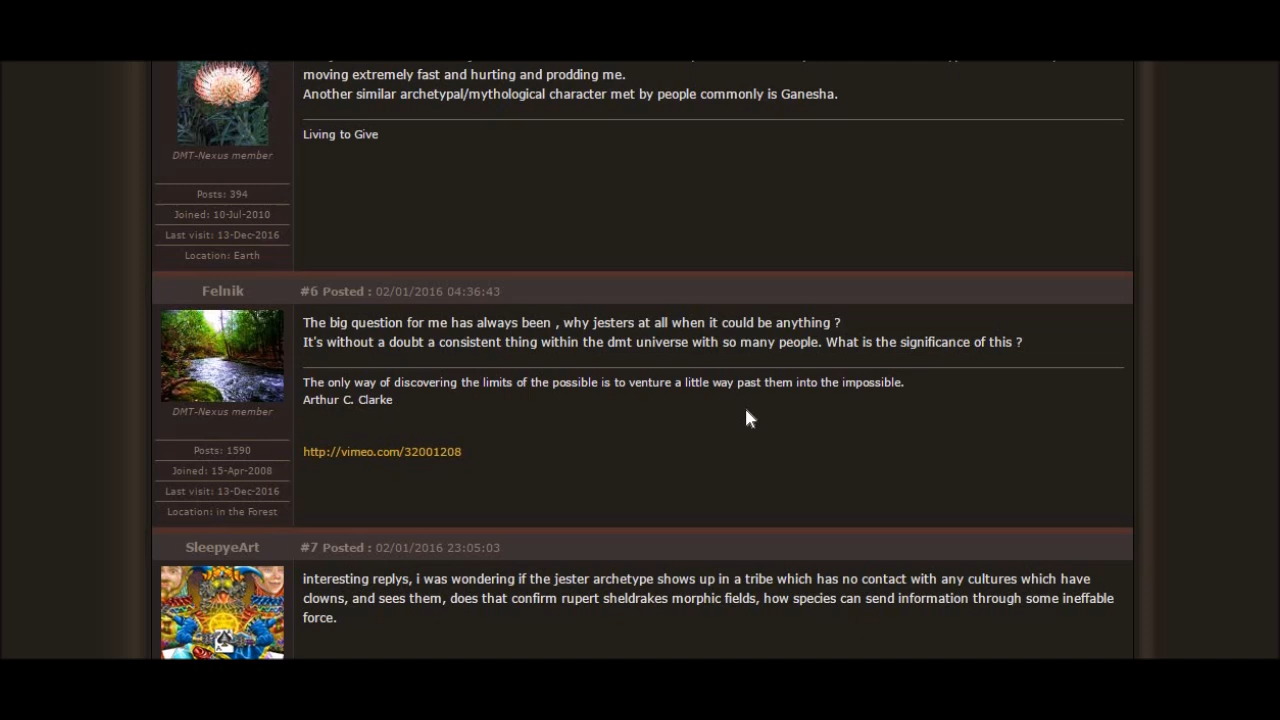 moving extremely fast and hurting and prodding me.
Another similar archetypal/mythological character met by people commonly is Ganesha.
Living to Give
DMT-Nexus member
Posts: 394
Joined: 10-Jul-2010
Last visit: 13-Dec-2016
Location: Earth
Felnik
#6 Posted : 02/01/2016 04:36:43
The big question for me has always been , why jesters at all when it could be anything ?
It's without a doubt a consistent thing within the dmt universe with so many people. What is the significance of this ?
The only way of discovering the limits of the possible is to venture a little way past them into the impossible.
Arthur C. Clarke
http://vimeo.com/32001208
DMT-Nexus member
Posts: 1590
Joined: 15-Apr-2008
Last visit: 13-Dec-2016
Location: in the Forest
SleepyeArt
#7 Posted : 02/01/2016 23:05:03
interesting replys, i was wondering if the jester archetype shows up in a tribe which has no contact with any cultures which have
clowns, and sees them, does that confirm rupert sheldrakes morphic fields, how species can send information through some ineffable
force.